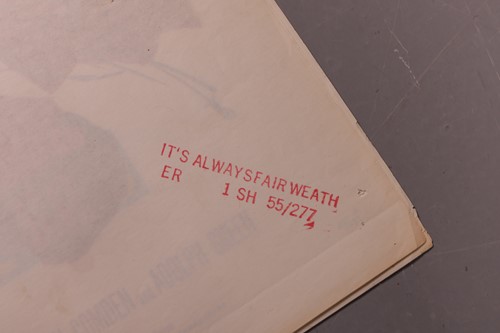 IT'S ALWAYSFAIR WEATH
ER 1 SH 55/277